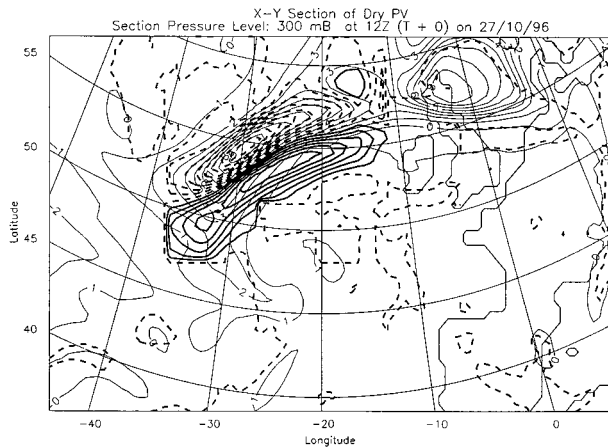 X-Y Section of Dry PV
Section Pressure Level: 300 mB at 12Z (T + 0) on 27/10/96
55
50
45
40
Latitude
-40
-30
-20
-10
0
Longitude